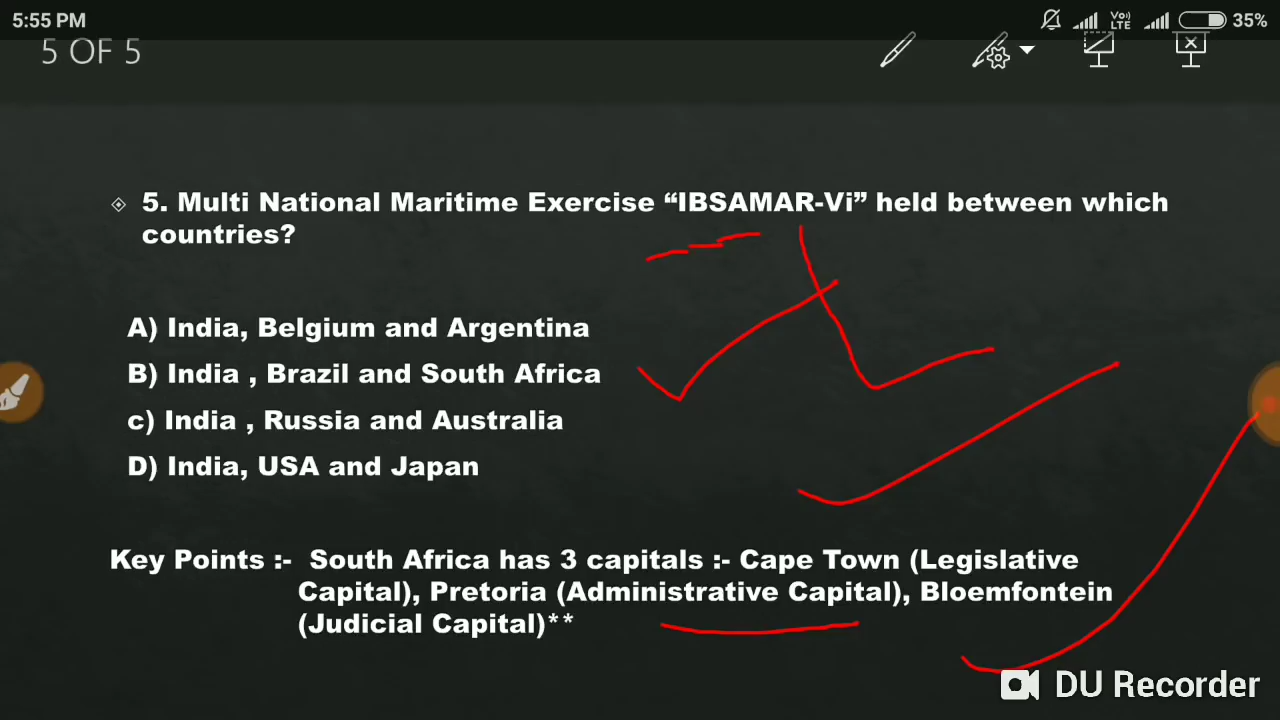 5:55 PM
Vo)
LTE
35%
5 OF 5
5. Multi National Maritime Exercise “IBSAMAR-Vi” held between which
countries?
A) India, Belgium and Argentina
B) India , Brazil and South Africa
c) India , Russia and Australia
D) India, USA and Japan
Key Points :- South Africa has 3 capitals :- Cape Town (Legislative
Capital), Pretoria (Administrative Capital), Bloemfontein
(Judicial Capital)**
DU Recorder